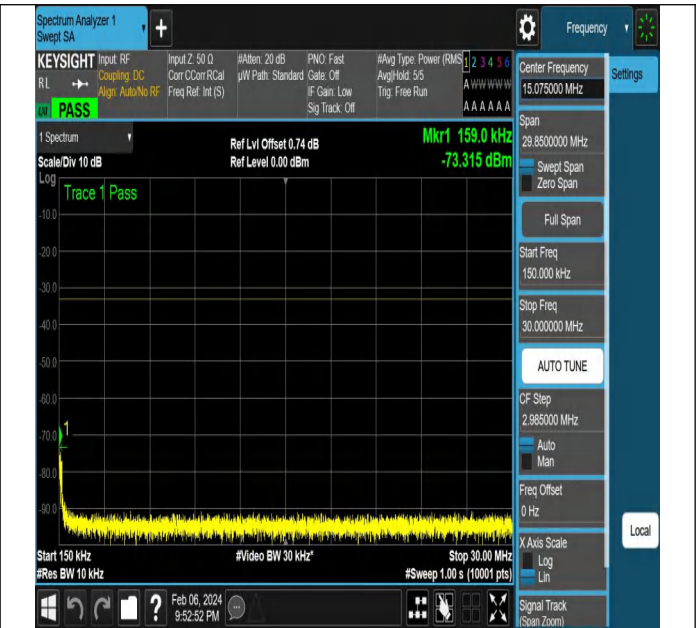 Spectrum Analyzer 1
Swept SA
Frequency
KEYSIGHT
RL
PASS
Input: RF
Coupling: DC
Align: Auto/No RF
Input Z: 50 Ω
Corr CCorr RCal
Freq Ref: Int (S)
#Atten: 20 dB
µW Path: Standard
PNO: Fast
Gate: Off
IF Gain: Low
Sig Track: Off
#Avg Type: Power (RMS
Avg|Hold: 5/5
Trig: Free Run
1 2 3 4 5 6
A W W W W W
A A A A A A
1 Spectrum
Scale/Div 10 dB
Log
Ref Lvl Offset 0.74 dB
Ref Level 0.00 dBm
Mkr1 159.0 kHz
-73.315 dBm
Trace 1 Pass
-10.0
-20.0
-30.0
-40.0
-50.0
-60.0
-70.0
-80.0
-90.0
1
Start 150 kHz
#Res BW 10 kHz
#Video BW 30 kHz*
Stop 30.00 MHz
#Sweep 1.00 s (10001 pts)
Feb 06, 2024
9:52:52 PM
?
Center Frequency
15.075000 MHz
Settings
Span
29.8500000 MHz
Swept Span
Zero Span
Full Span
Start Freq
150.000 kHz
Stop Freq
30.000000 MHz
AUTO TUNE
CF Step
2.985000 MHz
Auto
Man
Freq Offset
0 Hz
X Axis Scale
Log
Lin
Local
Signal Track
(Span Zoom)